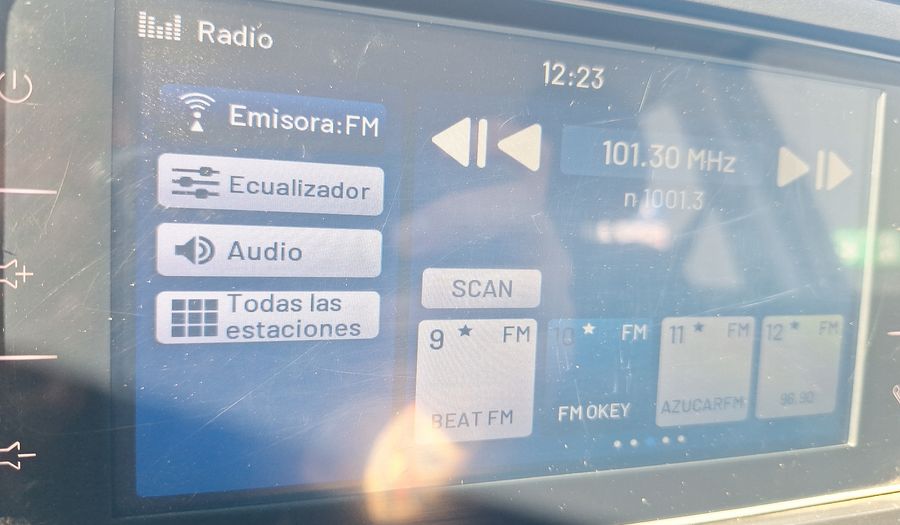 Radio
12:23
Emisora:FM
101.30 MHz
n 1001.3
Ecualizador
Audio
SCAN
Todas las
estaciones
9 FM
BEAT FM
10 FM
FM OKEY
11 FM
AZUCARFM
12 FM
96.90